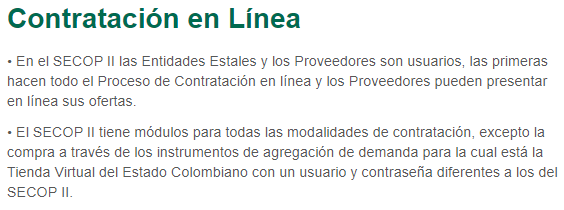 Contratación en Línea
• En el SECOP II las Entidades Estales y los Proveedores son usuarios, las primeras
hacen todo el Proceso de Contratación en línea y los Proveedores pueden presentar
en línea sus ofertas.
• El SECOP II tiene módulos para todas las modalidades de contratación, excepto la
compra a través de los instrumentos de agregación de demanda para la cual está la
Tienda Virtual del Estado Colombiano con un usuario y contraseña diferentes a los del
SECOP II.